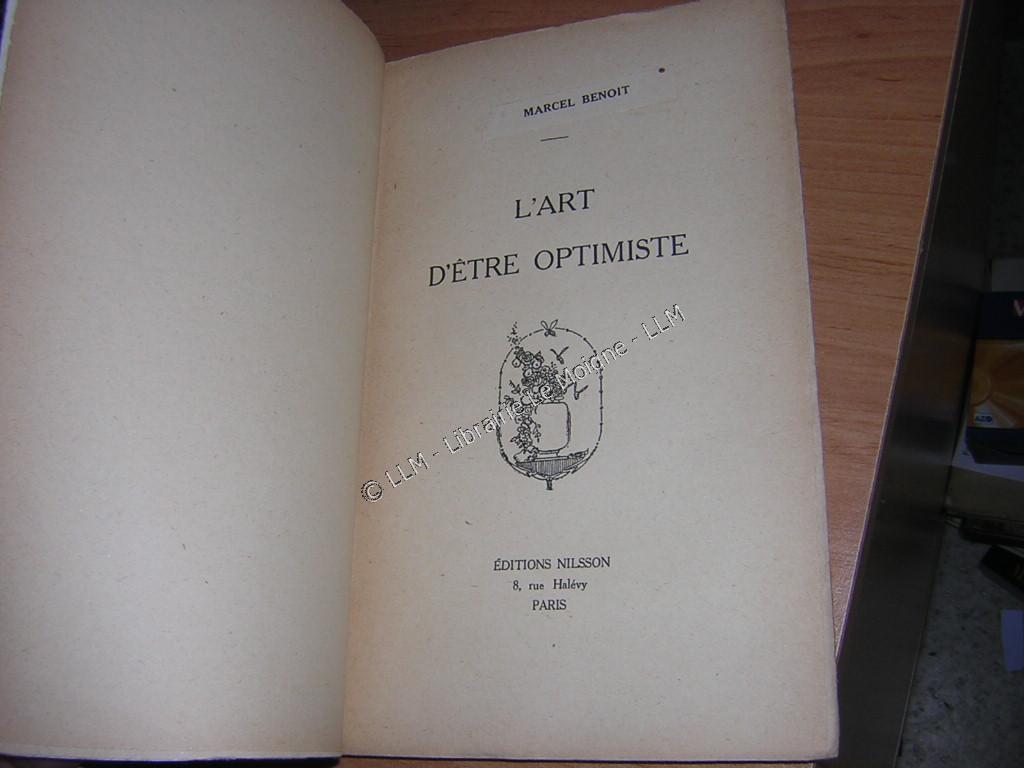 MARCEL BENOIT
L'ART
D'ÊTRE OPTIMISTE
© LLM - Librairie Le Moigne - LLM
ÉDITIONS NILSSON
8, rue Halévy
PARIS